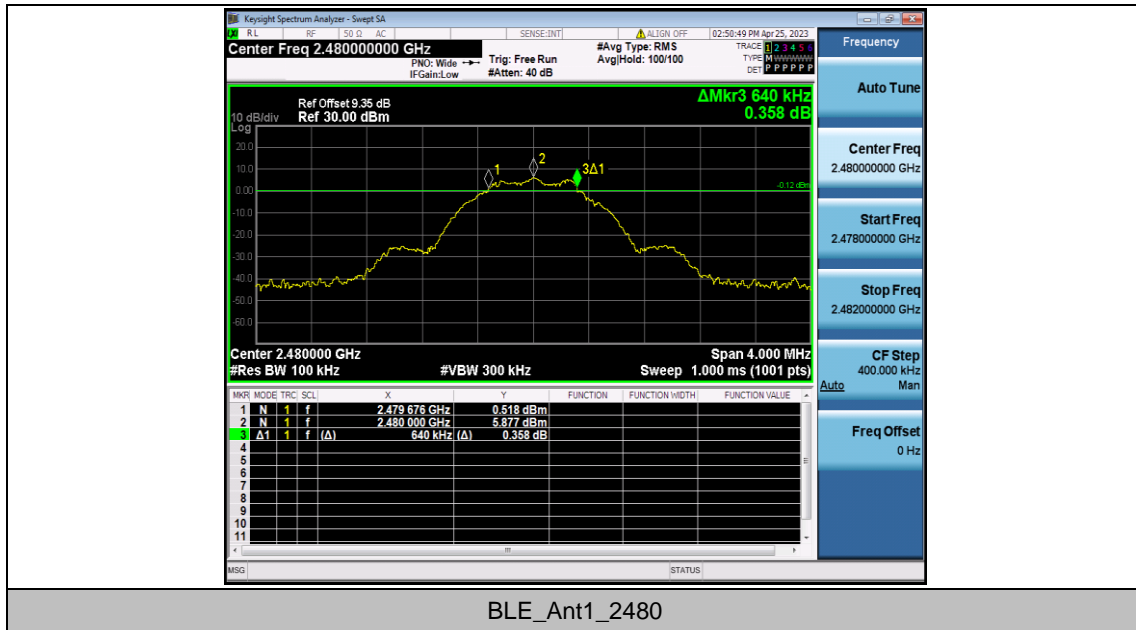 Keysight Spectrum Analyzer - Swept SA
RL RF 50 Ω AC SENSE:INT ALIGN OFF 02:50:49 PM Apr 25, 2023
Center Freq 2.480000000 GHz #Avg Type: RMS TRACE 1 2 3 4 5 6
PNO: Wide Trig: Free Run Avg|Hold: 100/100 TYPE M WWWWW
IFGain:Low #Atten: 40 dB DET P P P P P P
Frequency
Auto Tune
Center Freq
2.480000000 GHz
Start Freq
2.478000000 GHz
Stop Freq
2.482000000 GHz
CF Step
400.000 kHz
Auto Man
Freq Offset
0 Hz
ΔMkr3 640 kHz
0.358 dB
Ref Offset 9.35 dB
10 dB/div Ref 30.00 dBm
Log
20.0
10.0
0.00
-10.0
-20.0
-30.0
-40.0
-50.0
-60.0
1
2
3Δ1
-0.12 dBm
Center 2.480000 GHz Span 4.000 MHz
#Res BW 100 kHz #VBW 300 kHz Sweep 1.000 ms (1001 pts)
MKR MODE TRC SCL X Y FUNCTION FUNCTION WIDTH FUNCTION VALUE
1 N 1 f 2.479 676 GHz 0.518 dBm
2 N 1 f 2.480 000 GHz 5.877 dBm
3 Δ1 1 f (Δ) 640 kHz (Δ) 0.358 dB
4
5
6
7
8
9
10
11
MSG STATUS
BLE_Ant1_2480